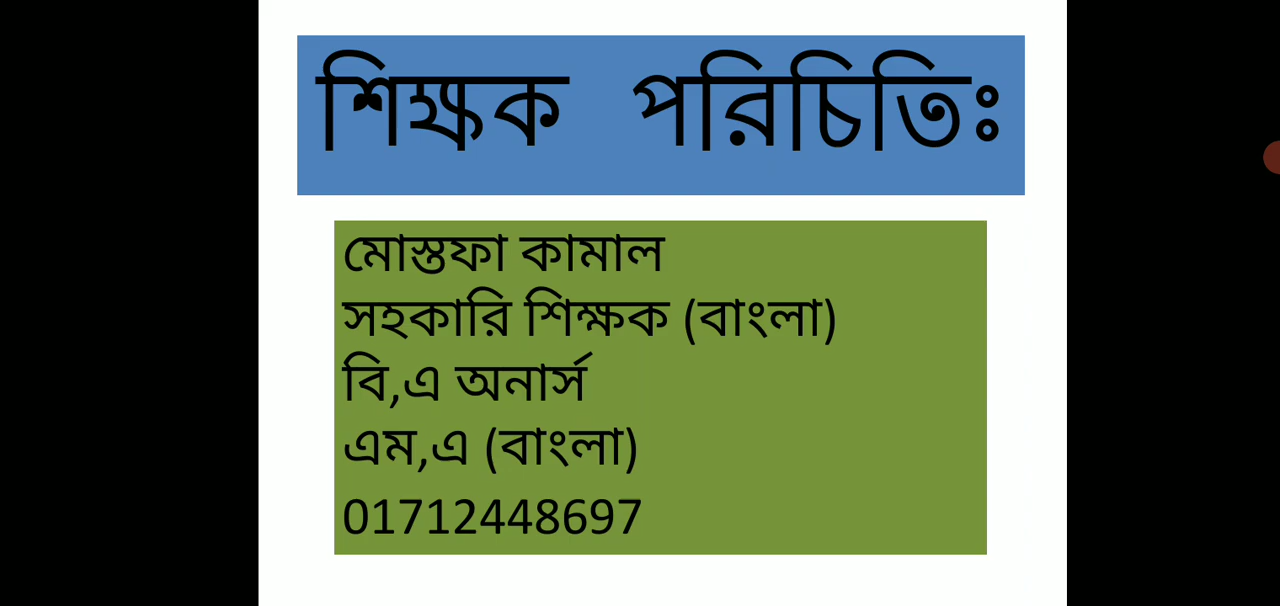 শিক্ষক পরিচিতিঃ
মোস্তফা কামাল
সহকারি শিক্ষক (বাংলা)
বি,এ অনার্স
এম,এ (বাংলা)
01712448697